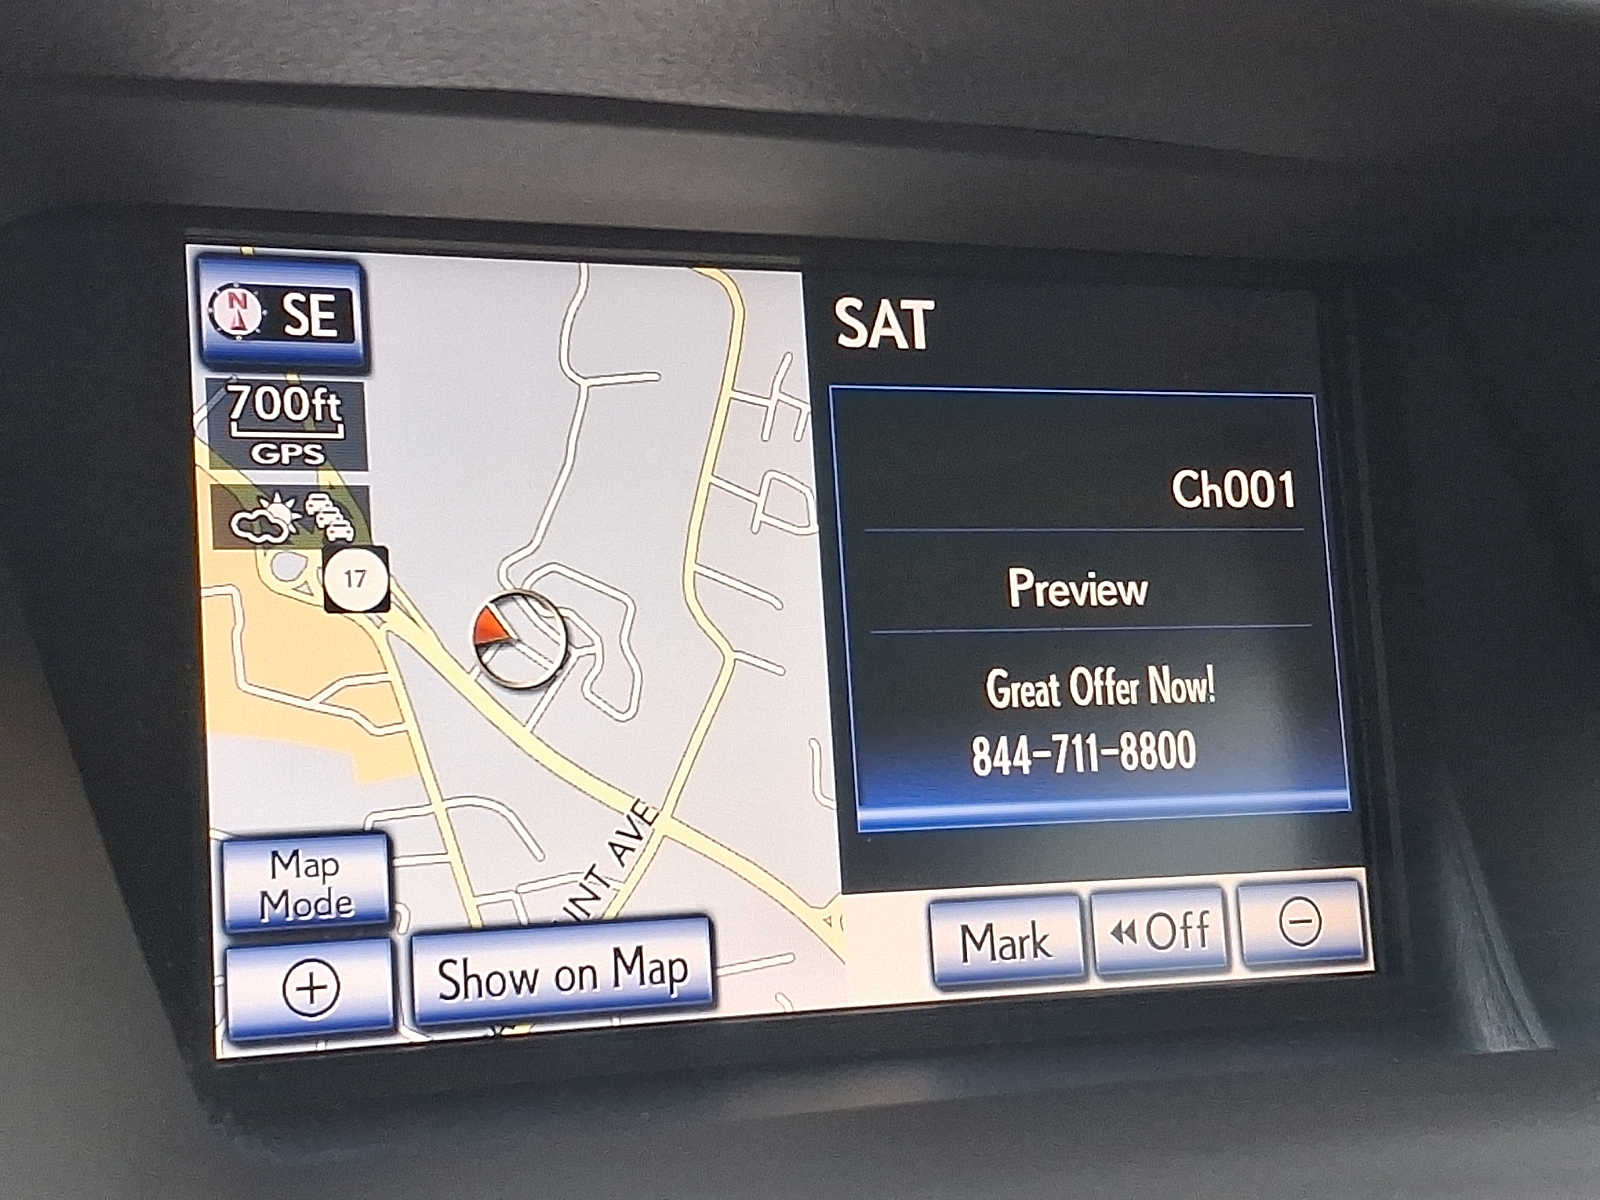 N SE
700ft
GPS
17
UNT AVE
Map
Mode
Show on Map
SAT
Ch001
Preview
Great Offer Now!
844-711-8800
Mark
Off